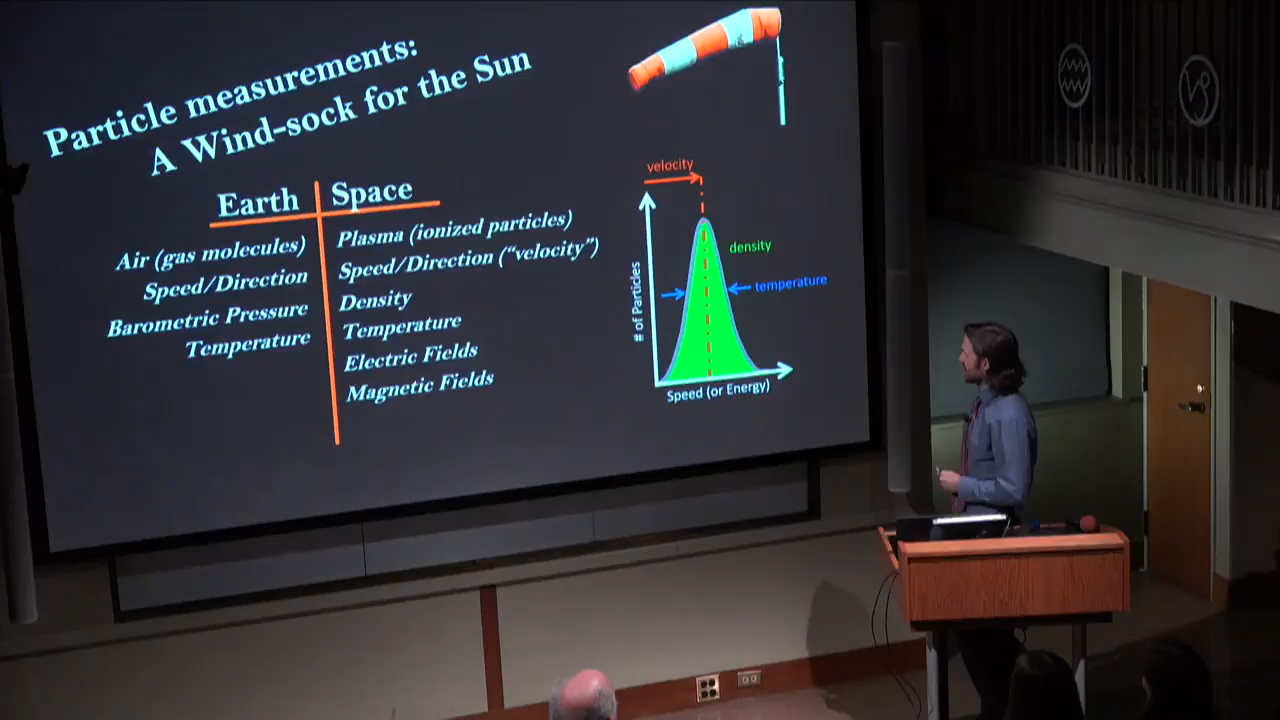 Particle measurements:
A Wind-sock for the Sun
Earth
Air (gas molecules)
Speed/Direction
Barometric Pressure
Temperature
Space
Plasma (ionized particles)
Speed/Direction (“velocity”)
Density
Temperature
Electric Fields
Magnetic Fields
velocity
density
temperature
# of Particles
Speed (or Energy)